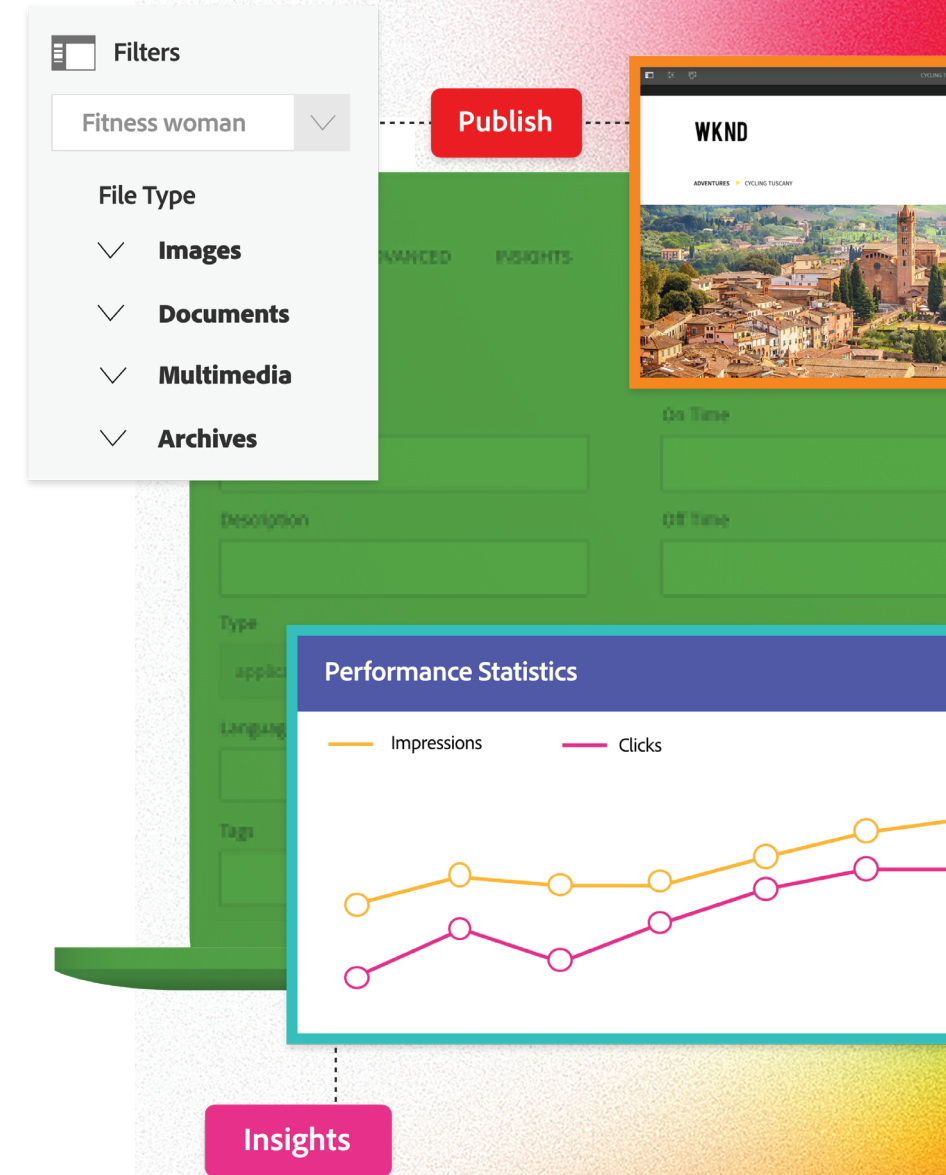 Filters
Fitness woman
File Type
Images
Documents
Multimedia
Archives
Publish
CYCLING
WKND
ADVENTURES CYCLING TUSCANY
INSIGHTS
On Time
Description
Off Time
Type
Tags
Performance Statistics
Impressions
Clicks
Insights